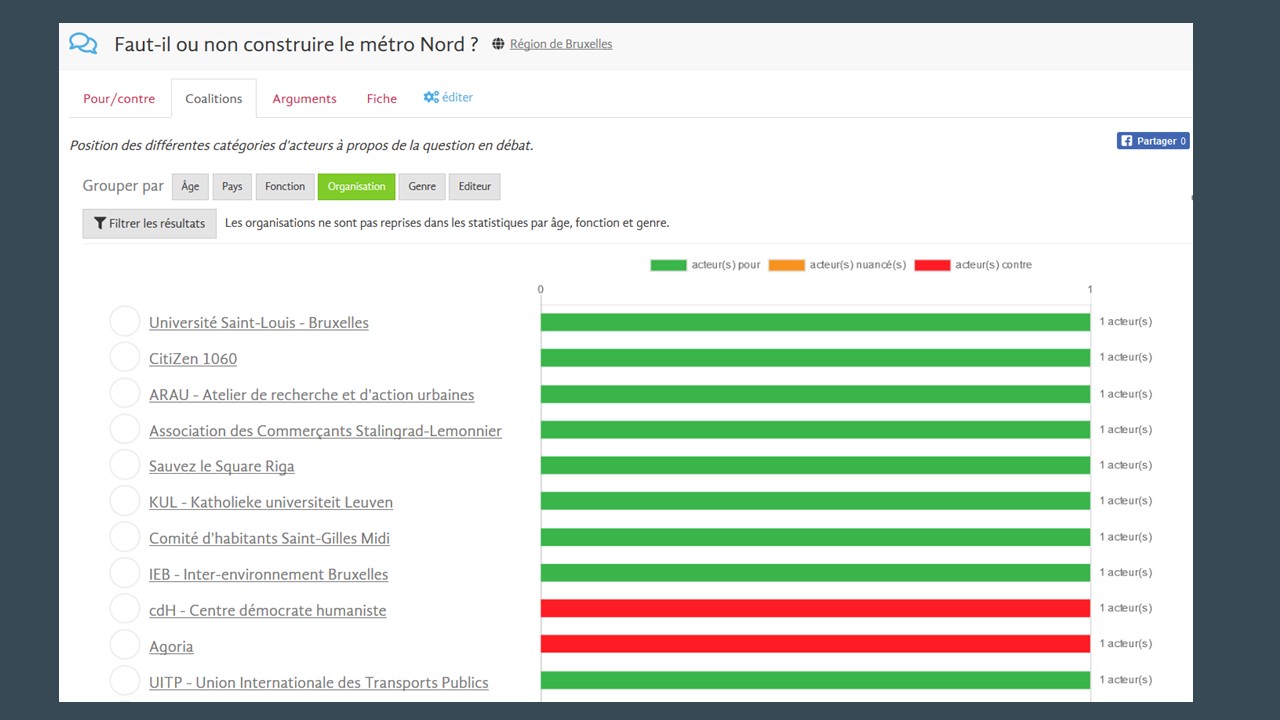 Faut-il ou non construire le métro Nord ? Région de Bruxelles
Pour/contre Coalitions Arguments Fiche éditer
Position des différentes catégories d'acteurs à propos de la question en débat.
Partager 0
Grouper par Âge Pays Fonction Organisation Genre Editeur
Filtrer les résultats Les organisations ne sont pas reprises dans les statistiques par âge, fonction et genre.
acteur(s) pour acteur(s) nuancé(s) acteur(s) contre
0 1
Université Saint-Louis - Bruxelles 1 acteur(s)
CitiZen 1060 1 acteur(s)
ARAU - Atelier de recherche et d'action urbaines 1 acteur(s)
Association des Commerçants Stalingrad-Lemonnier 1 acteur(s)
Sauvez le Square Riga 1 acteur(s)
KUL - Katholieke universiteit Leuven 1 acteur(s)
Comité d'habitants Saint-Gilles Midi 1 acteur(s)
IEB - Inter-environnement Bruxelles 1 acteur(s)
cdH - Centre démocrate humaniste 1 acteur(s)
Agoria 1 acteur(s)
UITP - Union Internationale des Transports Publics 1 acteur(s)